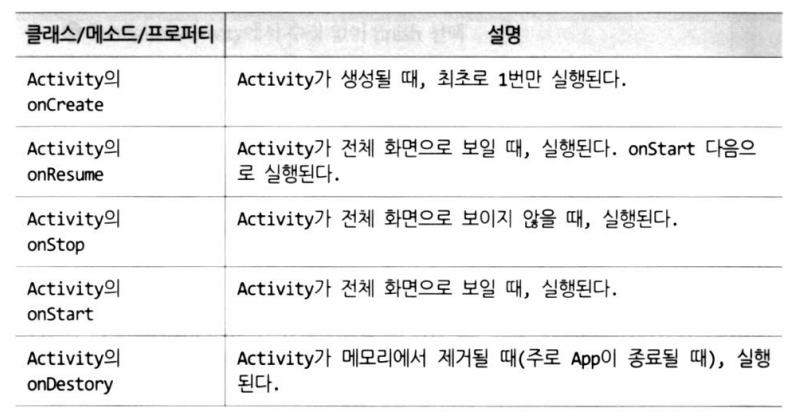 클래스/메소드/프로퍼티 설명
Activity의 Activity가 생성될 때, 최초로 1번만 실행된다.
onCreate
Activity의 Activity가 전체 화면으로 보일 때, 실행된다. onStart 다음으
onResume 로 실행된다.
Activity의 Activity가 전체 화면으로 보이지 않을 때, 실행된다.
onStop
Activity의 Activity가 전체 화면으로 보일 때, 실행된다.
onStart
Activity의 Activity가 메모리에서 제거될 때(주로 App이 종료될 때), 실행
onDestory 된다.